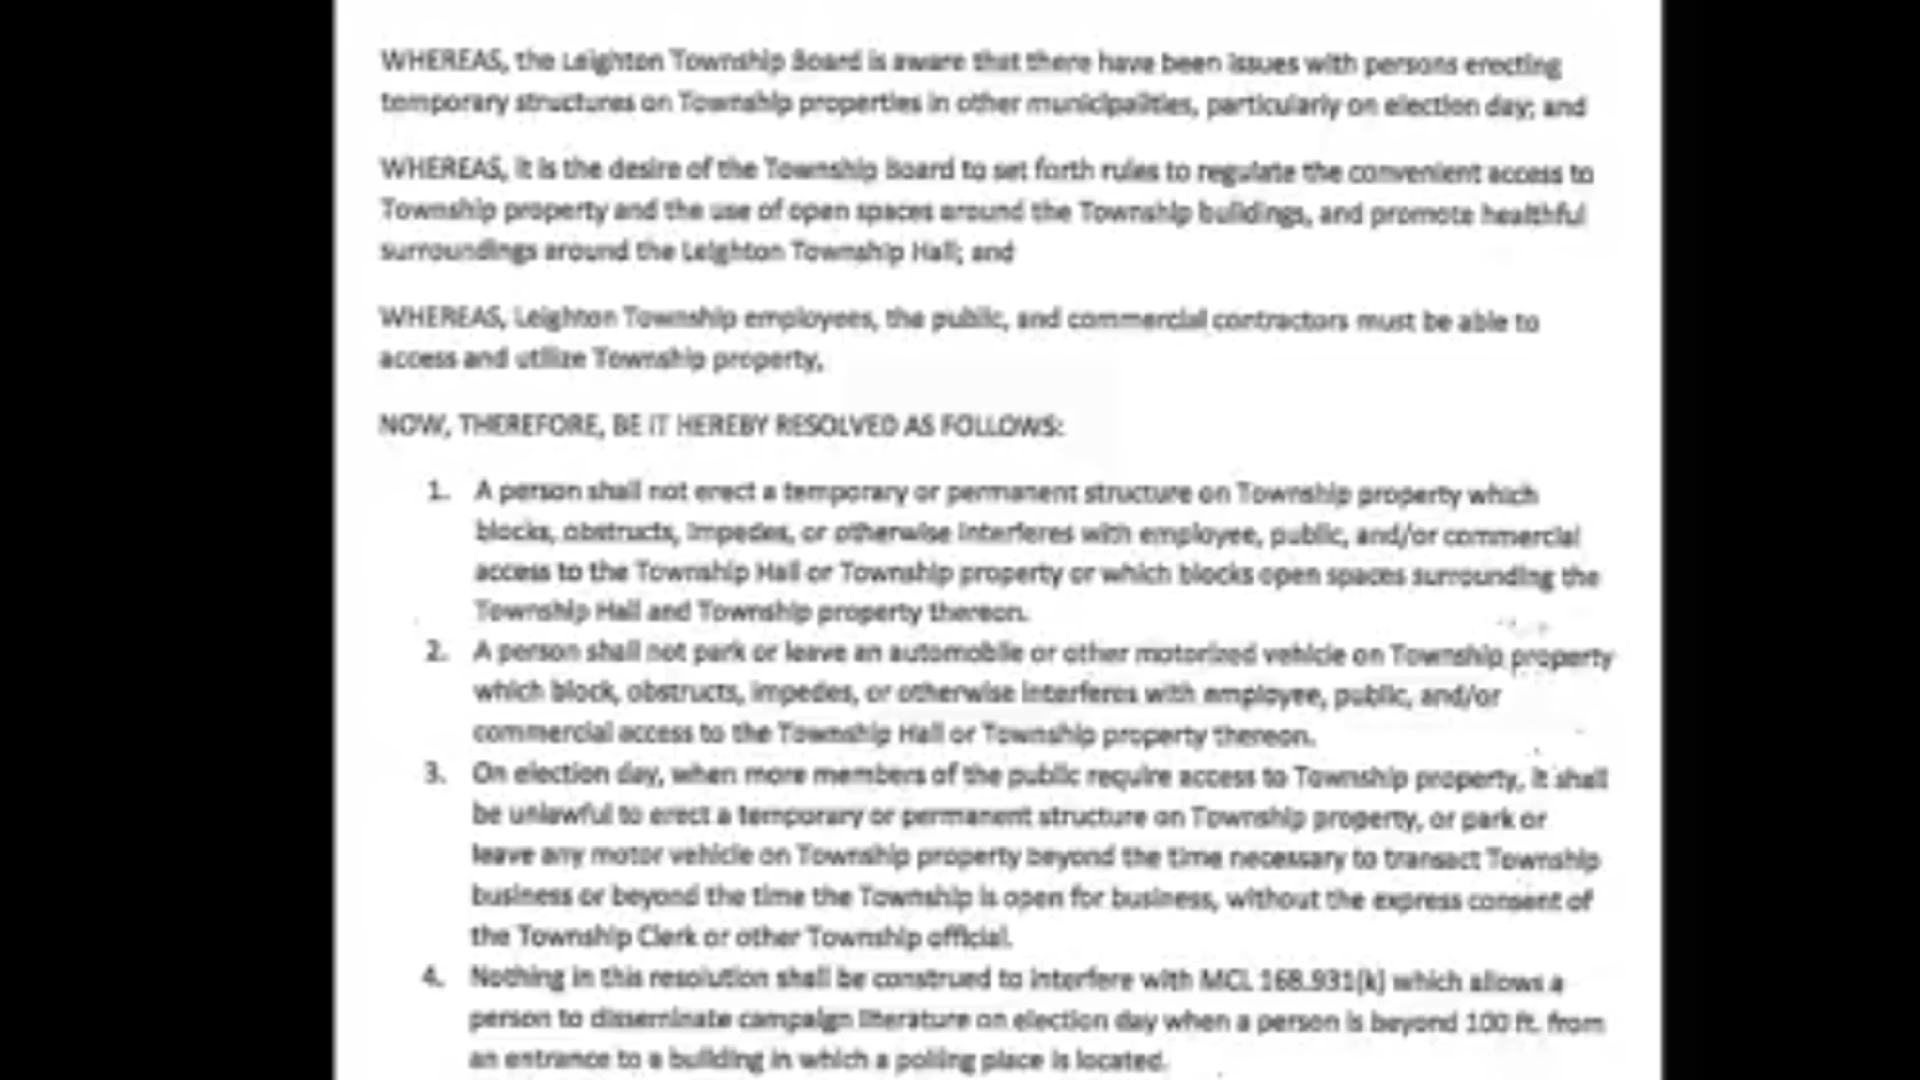 WHEREAS, the Leighton Township Board is aware that there have been issues with persons erecting
temporary structures on Township properties in other municipalities, particularly on election day; and
WHEREAS, it is the desire of the Township Board to set forth rules to regulate the convenient access to
Township property and the use of open spaces around the Township buildings, and promote healthful
surroundings around the Leighton Township Hall; and
WHEREAS, Leighton Township employees, the public, and commercial contractors must be able to
access and utilize Township property,
NOW, THEREFORE, BE IT HEREBY RESOLVED AS FOLLOWS:
1. A person shall not erect a temporary or permanent structure on Township property which
blocks, obstructs, impedes, or otherwise interferes with employee, public, and/or commercial
access to the Township Hall or Township property or which blocks open spaces surrounding the
Township Hall and Township property thereon.
2. A person shall not park or leave an automobile or other motorized vehicle on Township property
which block, obstructs, impedes, or otherwise interferes with employee, public, and/or
commercial access to the Township Hall or Township property thereon.
3. On election day, when more members of the public require access to Township property, it shall
be unlawful to erect a temporary or permanent structure on Township property, or park or
leave any motor vehicle on Township property beyond the time necessary to transact Township
business or beyond the time the Township is open for business, without the express consent of
the Township Clerk or other Township official.
4. Nothing in this resolution shall be construed to interfere with MCL 168.931(k) which allows a
person to disseminate campaign literature on election day when a person is beyond 100 ft. from
an entrance to a building in which a polling place is located.